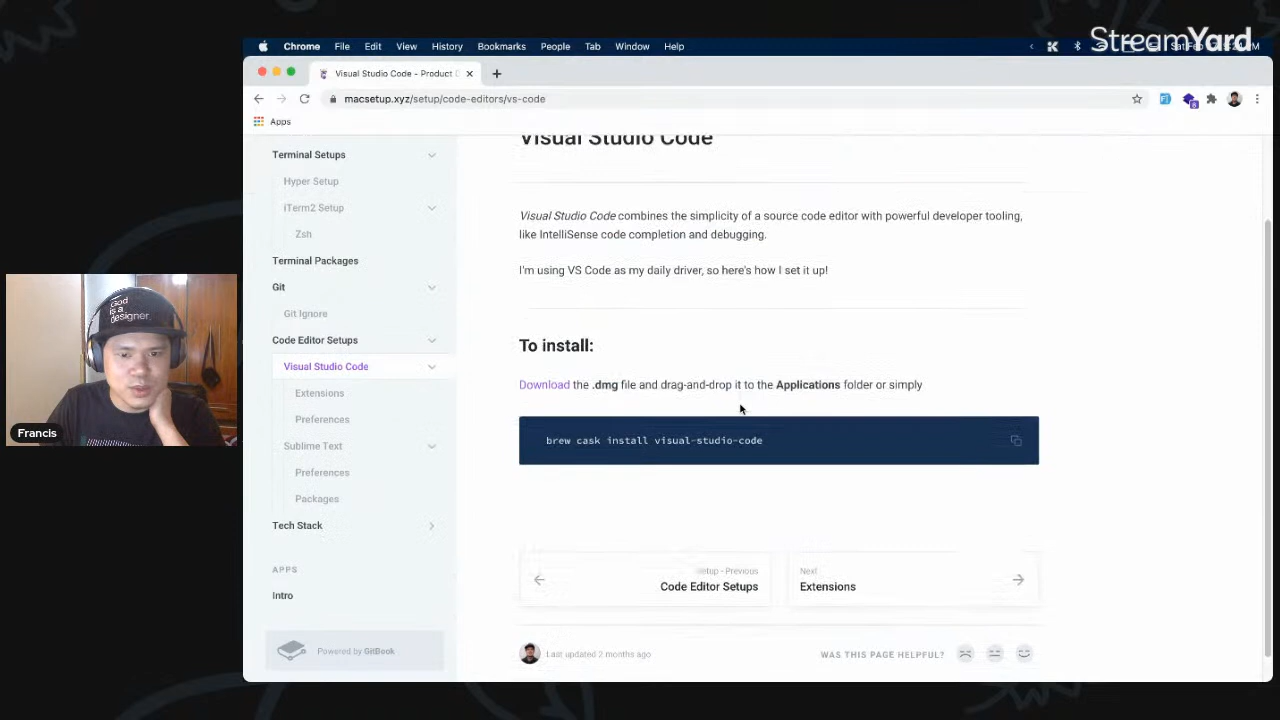 StreamYard
Chrome File Edit View History Bookmarks People Tab Window Help
Visual Studio Code - Product
macsetup.xyz/setup/code-editors/vs-code
Apps
Terminal Setups
Hyper Setup
iTerm2 Setup
Zsh
Terminal Packages
Git
Git Ignore
Code Editor Setups
Visual Studio Code
Extensions
Preferences
Sublime Text
Preferences
Packages
Tech Stack
APPS
Intro
Powered by GitBook
Visual Studio Code
Visual Studio Code combines the simplicity of a source code editor with powerful developer tooling,
like IntelliSense code completion and debugging.
I'm using VS Code as my daily driver, so here's how I set it up!
To install:
Download the .dmg file and drag-and-drop it to the Applications folder or simply
brew cask install visual-studio-code
Setup - Previous
Code Editor Setups
Next
Extensions
Last updated 2 months ago
WAS THIS PAGE HELPFUL?
God
is a
designer.
Francis